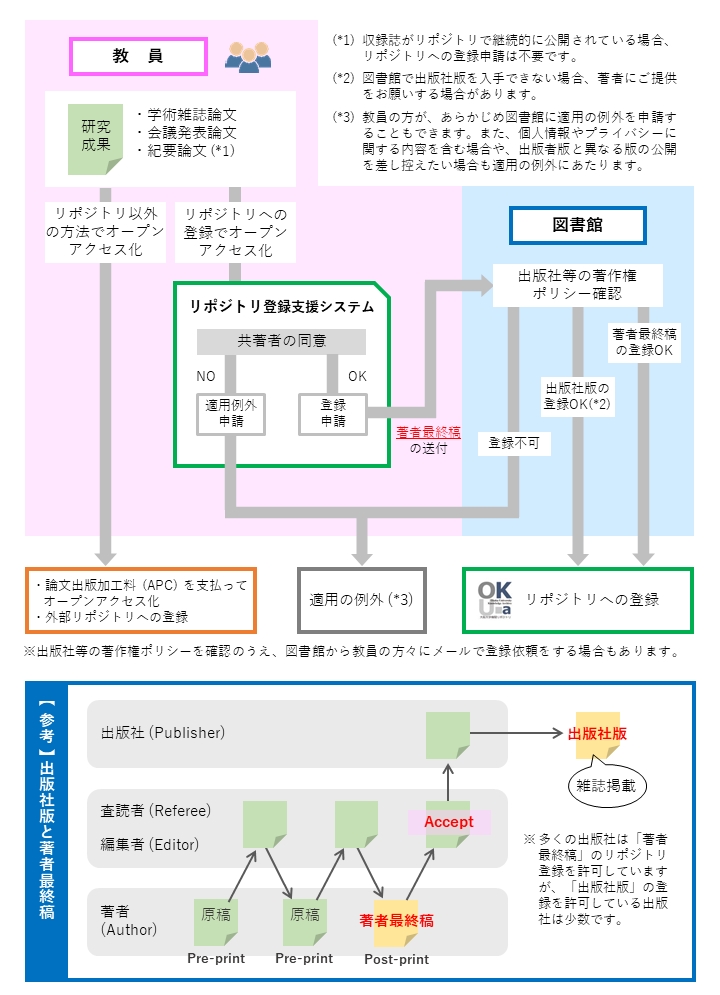 教　員
研究
成果
・学術雑誌論文
・会議発表論文
・紀要論文 (*1)
(*1) 収録誌がリポジトリで継続的に公開されている場合、
リポジトリへの登録申請は不要です。
(*2) 図書館で出版社版を入手できない場合、著者にご提供
をお願いする場合があります。
(*3) 教員の方が、あらかじめ図書館に適用の例外を申請す
ることもできます。また、個人情報やプライバシーに
関する内容を含む場合や、出版者版と異なる版の公開
を差し控えたい場合も適用の例外にあたります。
リポジトリ以外
の方法でオープン
アクセス化
リポジトリへの
登録でオープン
アクセス化
図書館
出版社等の著作権
ポリシー確認
リポジトリ登録支援システム
共著者の同意
NO
OK
適用例外
申請
登録
申請
著者最終稿
の送付
著者最終稿
の登録OK
出版社版の
登録OK(*2)
登録不可
・論文出版加工料 (APC) を支払って
オープンアクセス化
・外部リポジトリへの登録
適用の例外 (*3)
OK
U a
リポジトリへの登録
※出版社等の著作権ポリシーを確認のうえ、図書館から教員の方々にメールで登録依頼をする場合もあります。
【参考】出版社版と著者最終稿
出版社 (Publisher)
出版社版
雑誌掲載
査読者 (Referee)
編集者 (Editor)
Accept
※ 多くの出版社は「著者
最終稿」のリポジトリ
登録を許可しています
が、「出版社版」の登
録を許可している出版
社は少数です。
著者
(Author)
原稿
原稿
著者最終稿
Pre-print
Pre-print
Post-print